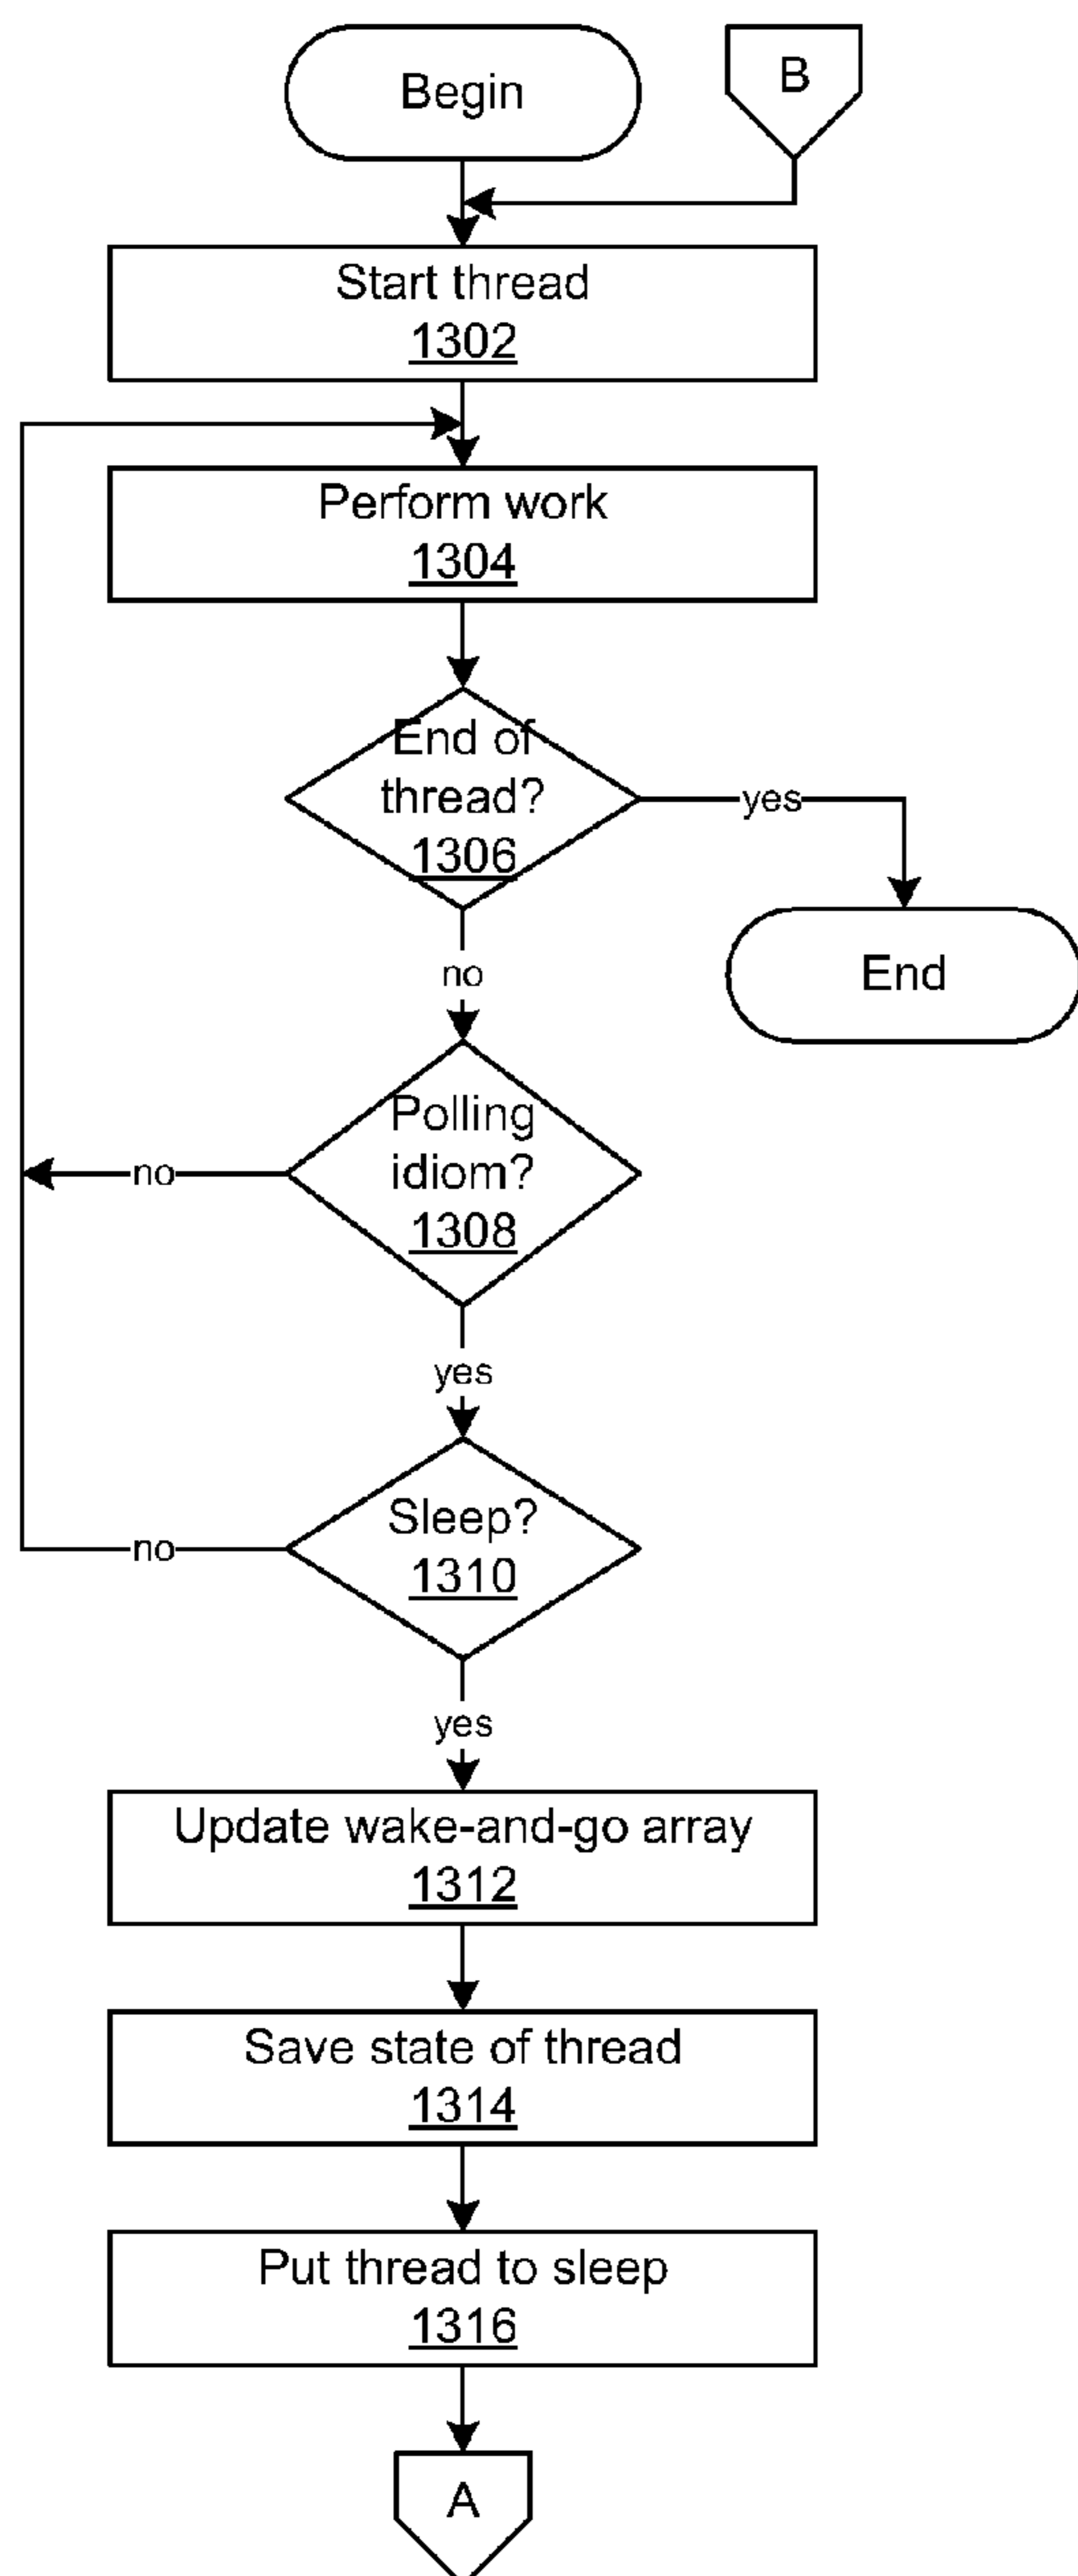 Begin
B
Start thread
1302
Perform work
1304
End of
thread?
1306
yes
no
End
Polling
idiom?
1308
no
yes
Sleep?
1310
no
yes
Update wake-and-go array
1312
Save state of thread
1314
Put thread to sleep
1316
A